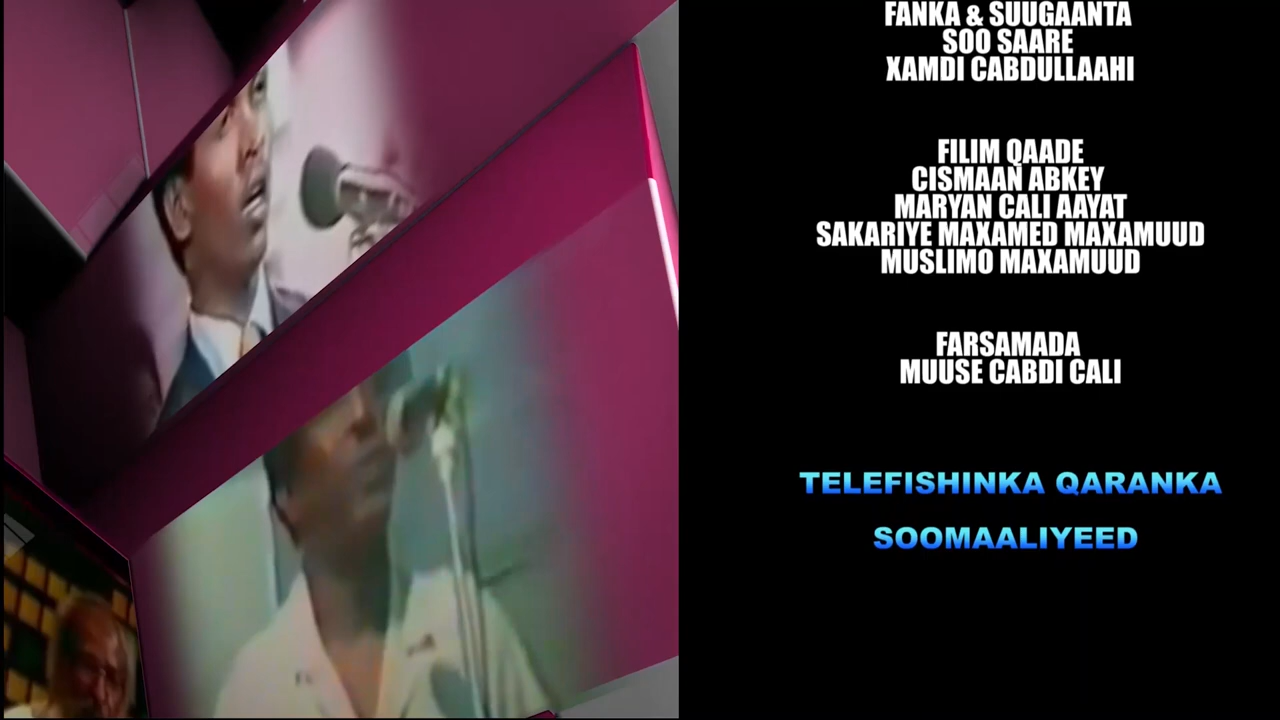 FANKA & SUUGAANTA
SOO SAARE
XAMDI CABDULLAAHI
FILIM QAADE
CISMAAN ABKEY
MARYAN CALI AAYAT
SAKARIYE MAXAMED MAXAMUUD
MUSLIMO MAXAMUUD
FARSAMADA
MUUSE CABDI CALI
TELEFISHINKA QARANKA
SOOMAALIYEED